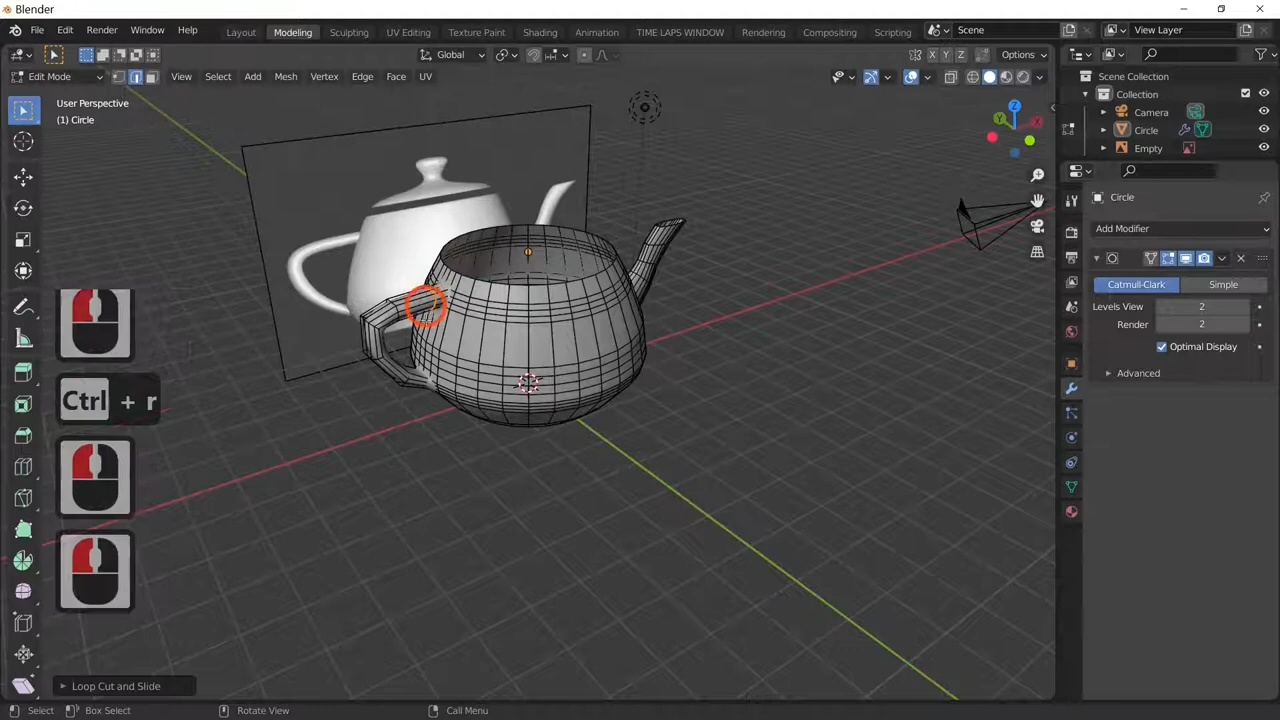 Blender
File Edit Render Window Help
Layout Modeling Sculpting UV Editing Texture Paint Shading Animation TIME LAPS WINDOW Rendering Compositing Scripting
Scene
View Layer
Global
X Y Z
Options
Edit Mode
View Select Add Mesh Vertex Edge Face UV
User Perspective
(1) Circle
Z
Y
X
Scene Collection
Collection
Camera
Circle
Empty
Circle
Add Modifier
Catmull-Clark Simple
Levels View 2
Render 2
Optimal Display
Advanced
Ctrl + r
Loop Cut and Slide
Select Box Select Rotate View Call Menu